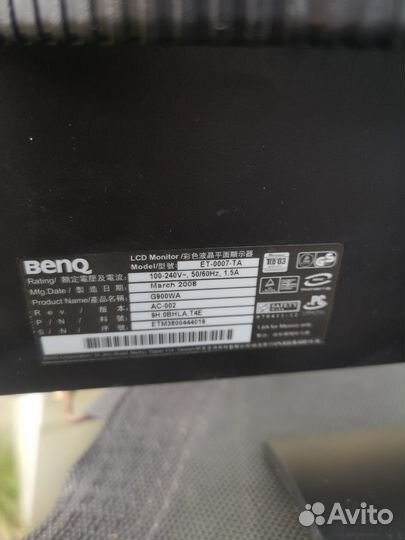 BenQ
LCD Monitor/彩色液晶平面顯示器
Model/型號: ET-0007-TA
Rating/ 額定電壓及電流: 100-240V~, 50/60Hz, 1.5A
Mfg.Date/ 製造日期: March 2008
Product Name/ 產品名稱: G900WA
Rev./ 版本: AC-002
P/N/ 料號: 9H.0BHLA.T4E
S/N/ 序號: ETM3800444019
TCO'03
SAFETY
GS
Avito